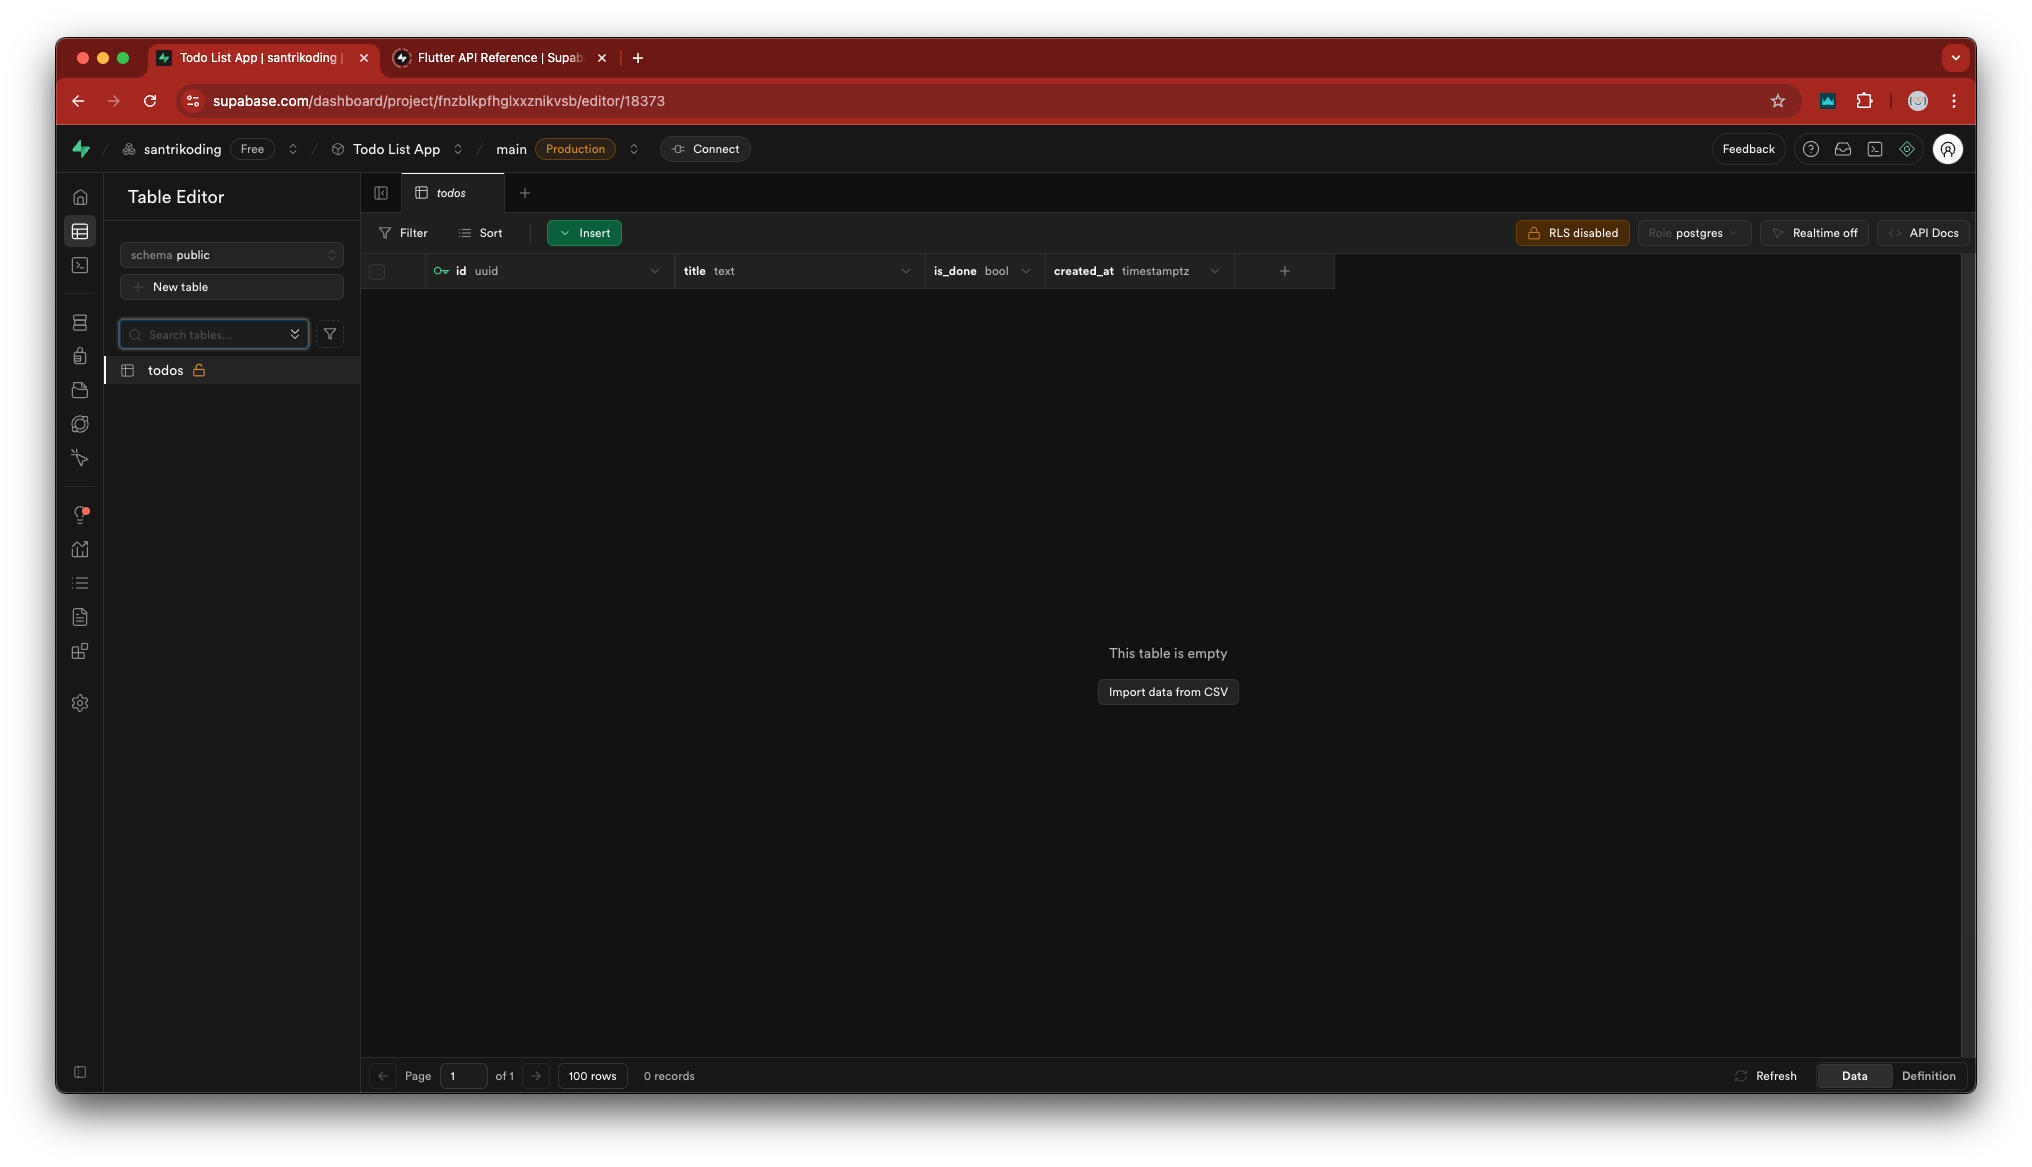 Todo List App | santrikoding |
Flutter API Reference | Supab
supabase.com/dashboard/project/fnzblkpfhglxxznikvsb/editor/18373
santrikoding Free Todo List App main Production Connect Feedback
Table Editor
todos
Filter Sort Insert RLS disabled Role postgres Realtime off API Docs
schema public
New table
Search tables...
todos
id uuid title text is_done bool created_at timestamptz
This table is empty
Import data from CSV
Page 1 of 1 100 rows 0 records Refresh Data Definition